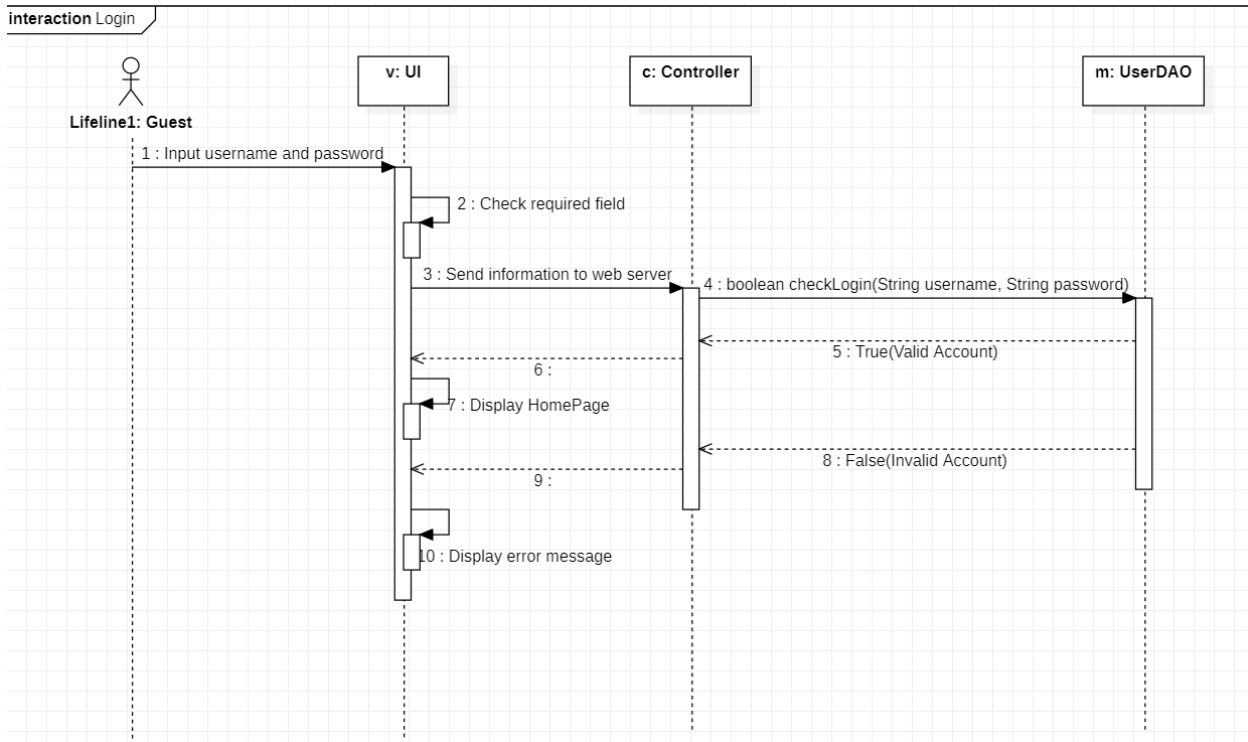 interaction Login
v: UI
c: Controller
m: UserDAO
Lifeline1: Guest
1 : Input username and password
2 : Check required field
3 : Send information to web server
4 : boolean checkLogin(String username, String password)
5 : True(Valid Account)
6 :
7 : Display HomePage
8 : False(Invalid Account)
9 :
10 : Display error message